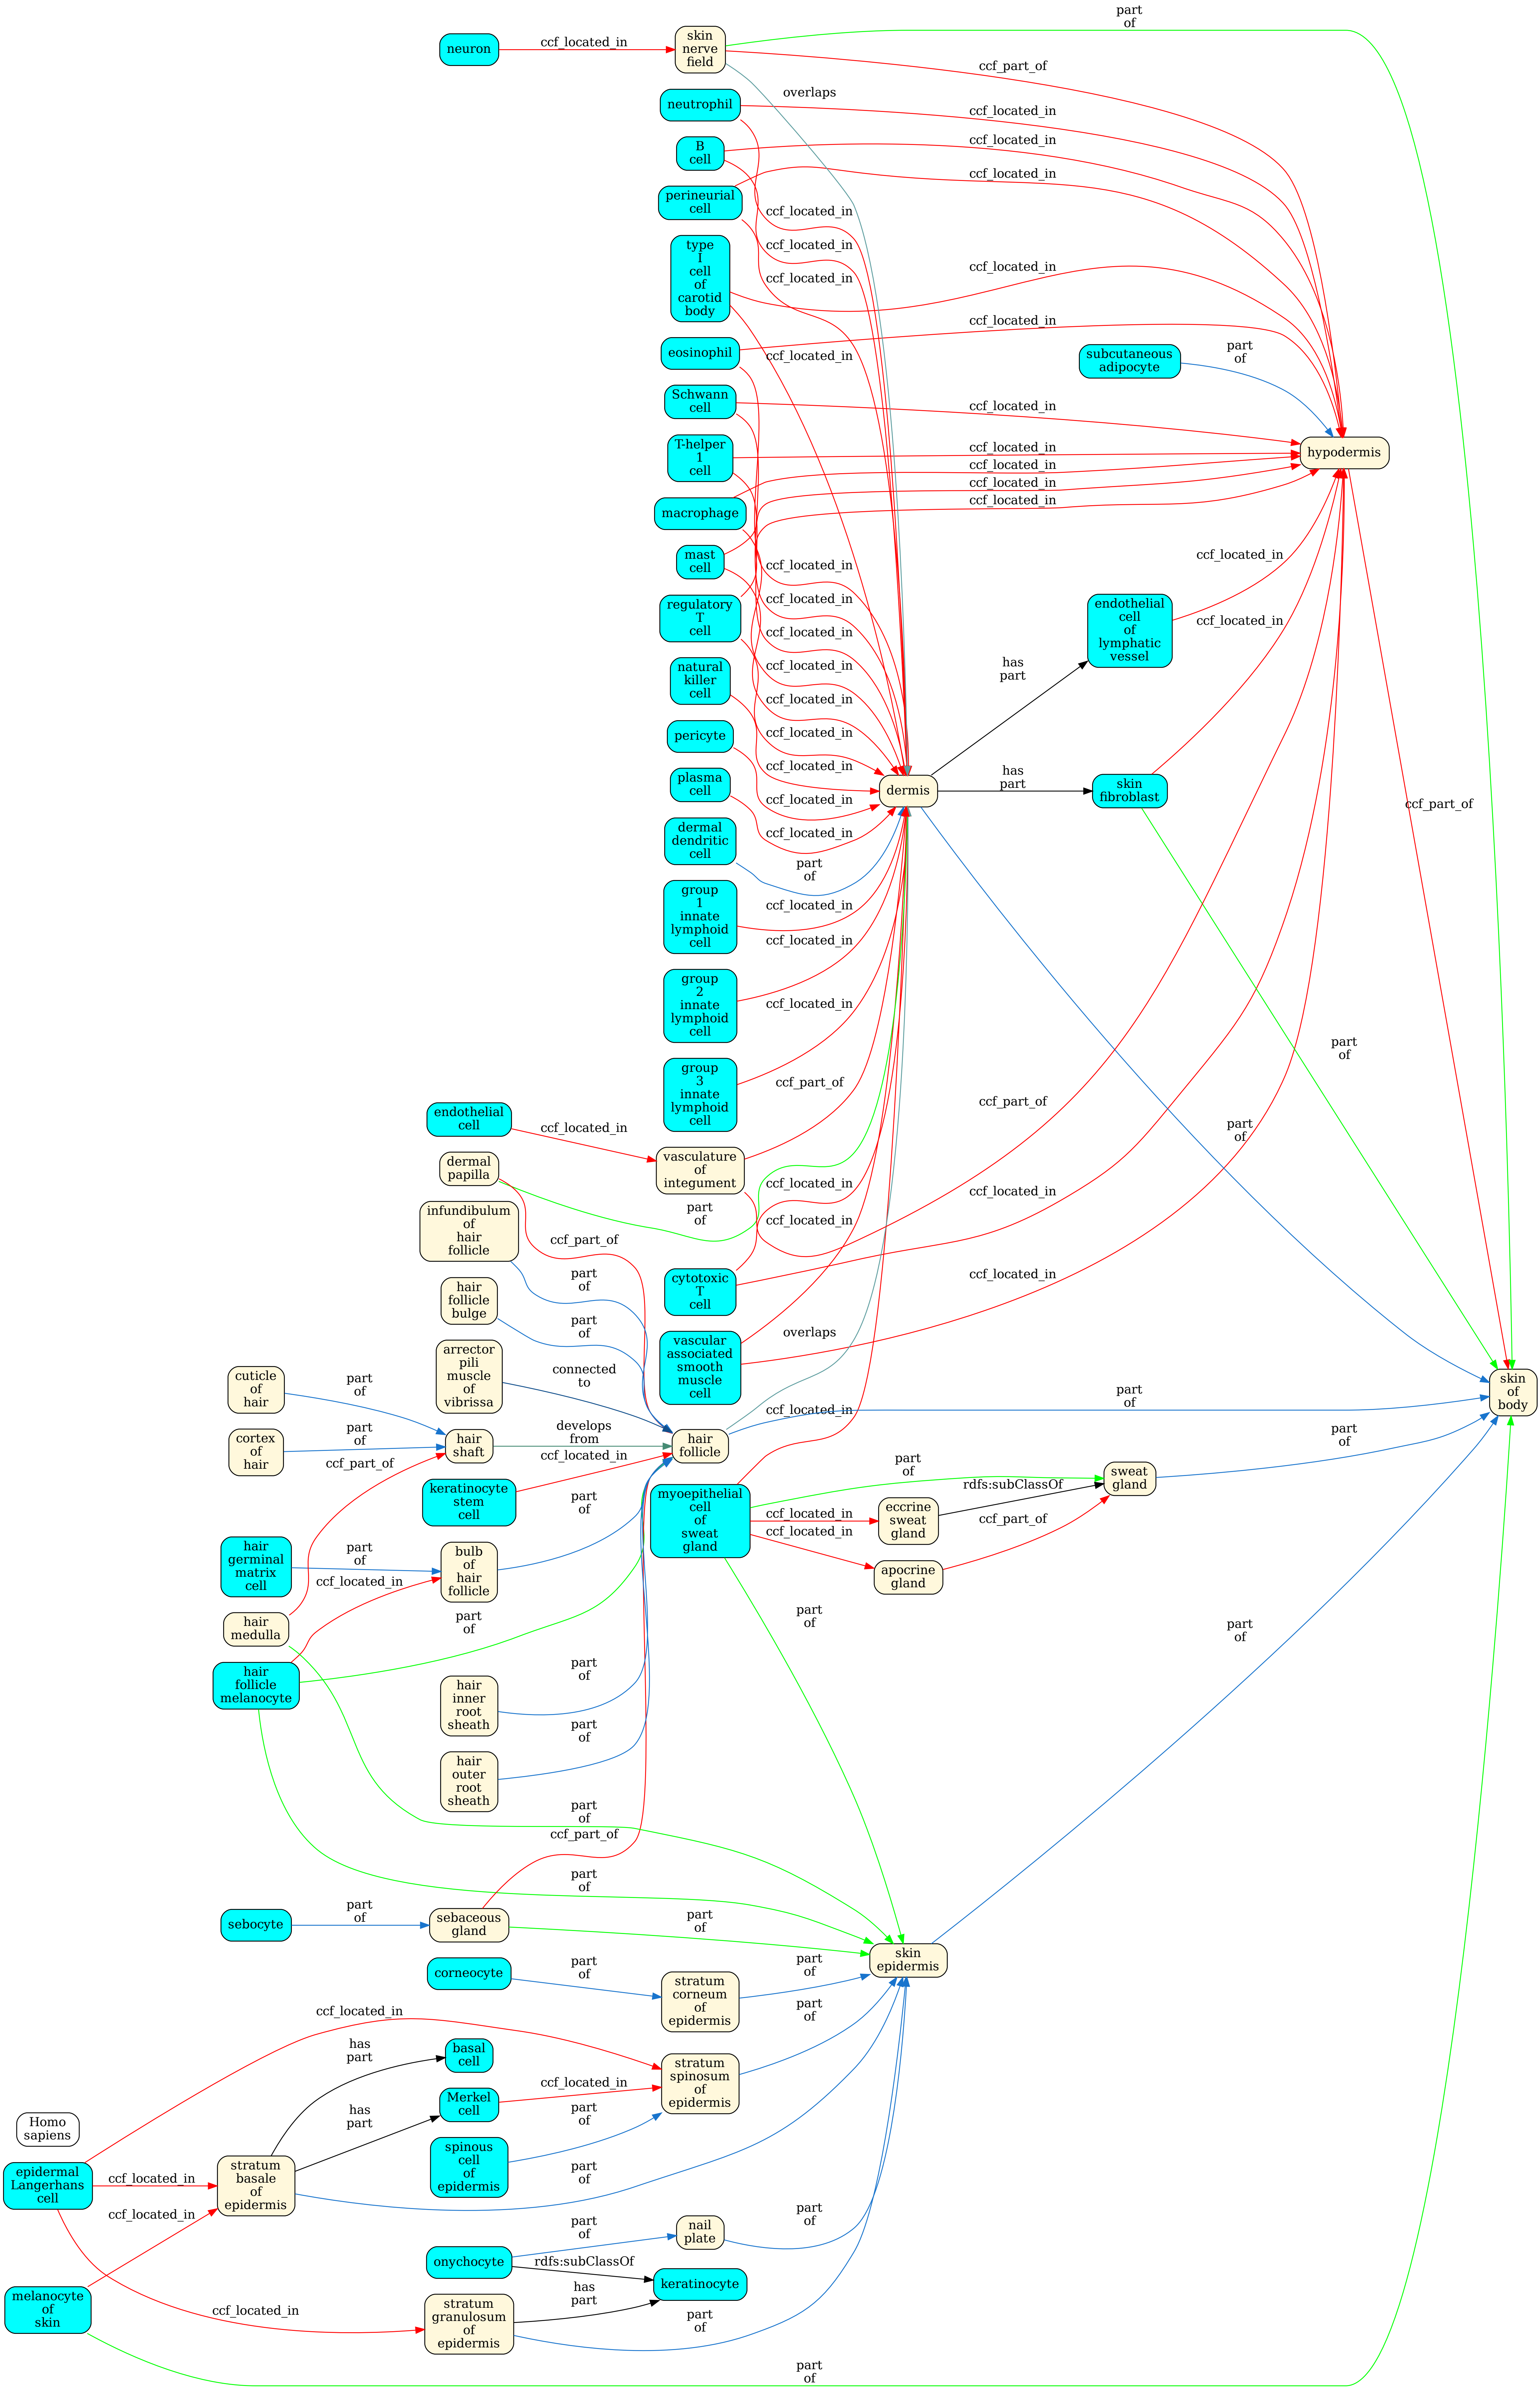 part
of
neuron
ccf_located_in
skin
nerve
field
ccf_part_of
overlaps
neutrophil
ccf_located_in
B
cell
ccf_located_in
perineurial
cell
ccf_located_in
ccf_located_in
type
I
cell
of
carotid
body
ccf_located_in
ccf_located_in
ccf_located_in
eosinophil
ccf_located_in
ccf_located_in
subcutaneous
adipocyte
part
of
Schwann
cell
ccf_located_in
T-helper
1
cell
ccf_located_in
hypodermis
ccf_located_in
macrophage
ccf_located_in
ccf_located_in
mast
cell
ccf_located_in
ccf_located_in
regulatory
T
cell
ccf_located_in
endothelial
cell
of
lymphatic
vessel
ccf_located_in
ccf_located_in
has
part
natural
killer
cell
ccf_located_in
ccf_located_in
pericyte
ccf_located_in
ccf_located_in
plasma
cell
ccf_located_in
dermis
has
part
skin
fibroblast
ccf_part_of
ccf_located_in
dermal
dendritic
cell
part
of
group
1
innate
lymphoid
cell
ccf_located_in
ccf_located_in
group
2
innate
lymphoid
cell
ccf_located_in
part
of
group
3
innate
lymphoid
cell
ccf_part_of
endothelial
cell
ccf_located_in
ccf_part_of
part
of
dermal
papilla
vasculature
of
integument
ccf_located_in
ccf_located_in
infundibulum
of
hair
follicle
part
of
ccf_located_in
ccf_part_of
hair
follicle
bulge
part
of
cytotoxic
T
cell
ccf_located_in
part
of
overlaps
vascular
associated
smooth
muscle
cell
arrector
pili
muscle
of
vibrissa
connected
to
cuticle
of
hair
part
of
skin
of
body
ccf_located_in
part
of
cortex
of
hair
part
of
hair
shaft
develops
from
hair
follicle
ccf_part_of
ccf_located_in
part
of
keratinocyte
stem
cell
part
of
myoepithelial
cell
of
sweat
gland
part
of
rdfs:subClassOf
sweat
gland
ccf_located_in
eccrine
sweat
gland
ccf_part_of
ccf_located_in
apocrine
gland
hair
germinal
matrix
cell
part
of
bulb
of
hair
follicle
ccf_located_in
hair
medulla
part
of
part
of
part
of
hair
follicle
melanocyte
hair
inner
root
sheath
part
of
part
of
hair
outer
root
sheath
part
of
ccf_part_of
part
of
sebocyte
part
of
sebaceous
gland
part
of
skin
epidermis
corneocyte
part
of
stratum
corneum
of
epidermis
part
of
part
of
ccf_located_in
basal
cell
has
part
stratum
spinosum
of
epidermis
ccf_located_in
Merkel
cell
has
part
part
of
Homo
sapiens
spinous
cell
of
epidermis
part
of
epidermal
Langerhans
cell
ccf_located_in
stratum
basale
of
epidermis
ccf_located_in
part
of
nail
plate
part
of
onychocyte
rdfs:subClassOf
keratinocyte
has
part
melanocyte
of
skin
ccf_located_in
stratum
granulosum
of
epidermis
part
of
part
of